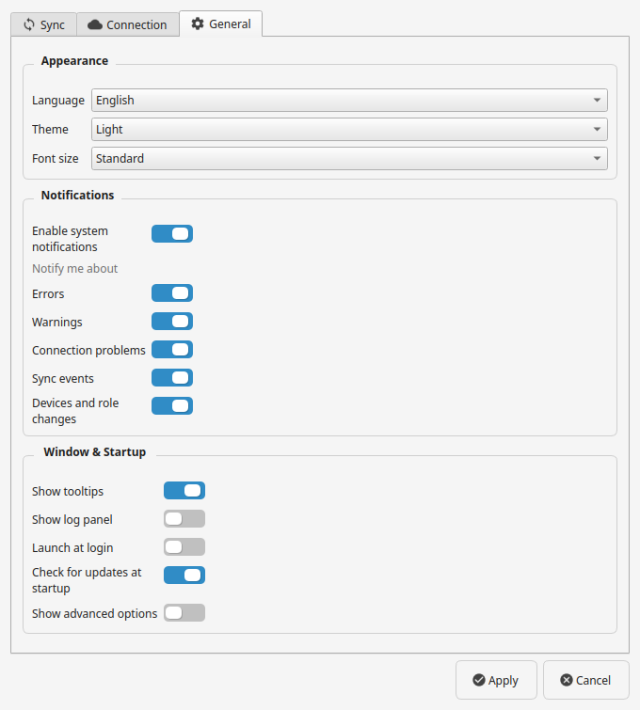 Sync
Connection
General
Appearance
Language
English
Theme
Light
Font size
Standard
Notifications
Enable system
notifications
Notify me about
Errors
Warnings
Connection problems
Sync events
Devices and role
changes
Window & Startup
Show tooltips
Show log panel
Launch at login
Check for updates at
startup
Show advanced options
Apply
Cancel